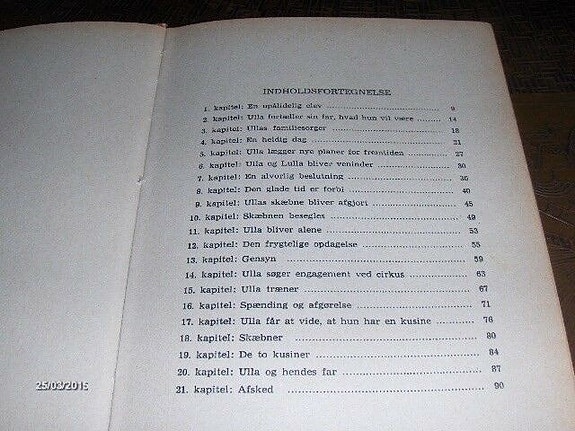 INDHOLDSFORTEGNELSE
1. kapitel: En upålidelig elev 9
2. kapitel: Ulla fortæller sin far, hvad hun vil være 14
3. kapitel: Ullas familiesorger 18
4. kapitel: En heldig dag 21
5. kapitel: Ulla lægger nye planer for fremtiden 27
6. kapitel: Ulla og Lulla bliver veninder 30
7. kapitel: En alvorlig beslutning 36
8. kapitel: Den glade tid er forbi 40
9. kapitel: Ullas skæbne bliver afgjort 45
10. kapitel: Skæbnen besegles 49
11. kapitel: Ulla bliver alene 53
12. kapitel: Den frygtelige opdagelse 55
13. kapitel: Gensyn 59
14. kapitel: Ulla søger engagement ved cirkus 63
15. kapitel: Ulla træner 67
16. kapitel: Spænding og afgørelse 71
17. kapitel: Ulla får at vide, at hun har en kusine 76
18. kapitel: Skæbner 80
19. kapitel: De to kusiner 84
20. kapitel: Ulla og hendes far 87
21. kapitel: Afsked 90
25/03/2015